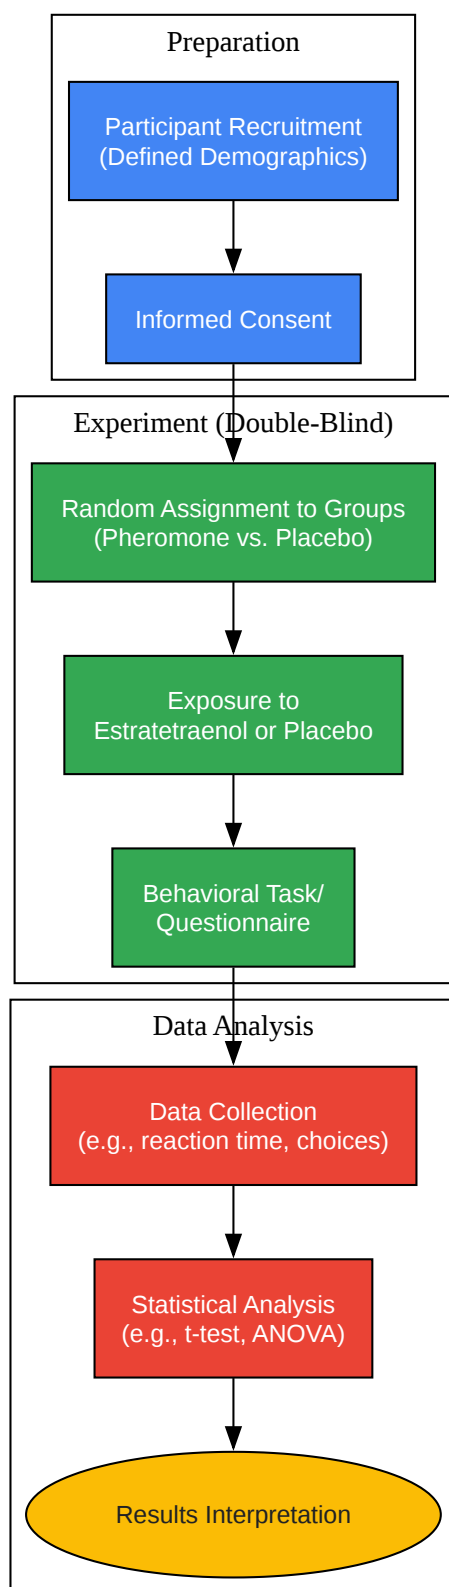 Preparation
Participant Recruitment
(Defined Demographics)
Informed Consent
Experiment (Double-Blind)
Random Assignment to Groups
(Pheromone vs. Placebo)
Exposure to
Estratetraenol or Placebo
Behavioral Task/
Questionnaire
Data Analysis
Data Collection
(e.g., reaction time, choices)
Statistical Analysis
(e.g., t-test, ANOVA)
Results Interpretation